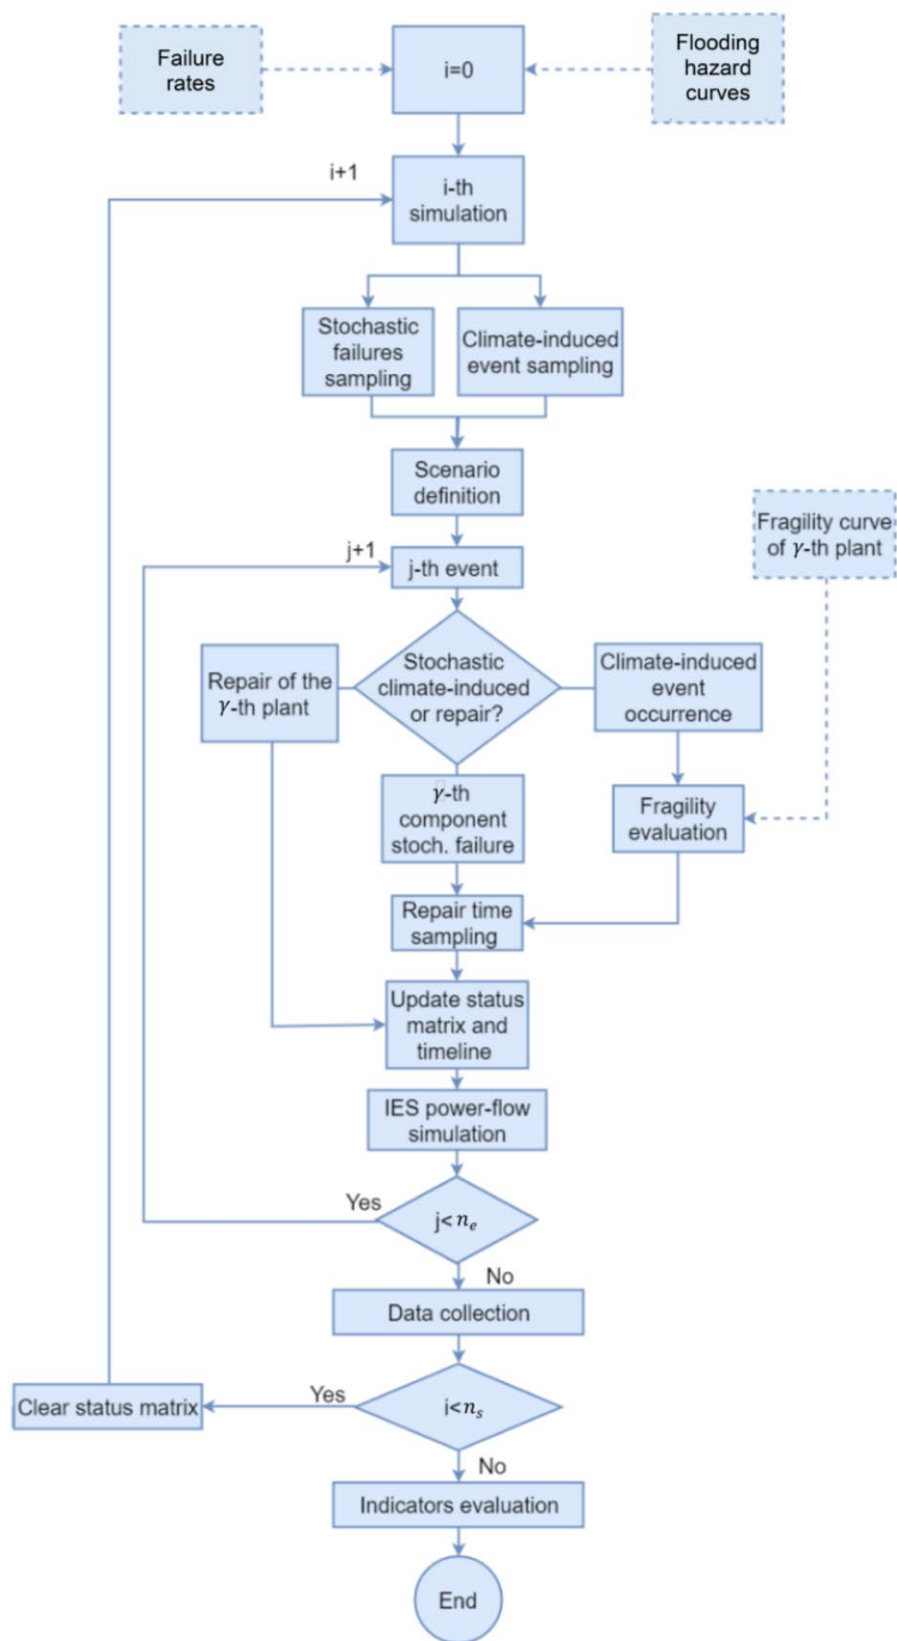 Failure
rates
i=0
Flooding
hazard
curves
i+1
i-th
simulation
Stochastic
failures
sampling
Climate-induced
event sampling
Scenario
definition
Fragility curve
of γ-th plant
j+1
j-th event
Repair of the
γ-th plant
Stochastic
climate-induced
or repair?
Climate-induced
event
occurrence
γ-th
component
stoch. failure
Fragility
evaluation
Repair time
sampling
Update status
matrix and
timeline
IES power-flow
simulation
Yes
j< nₑ
No
Data collection
Clear status matrix
Yes
i< nₛ
No
Indicators evaluation
End